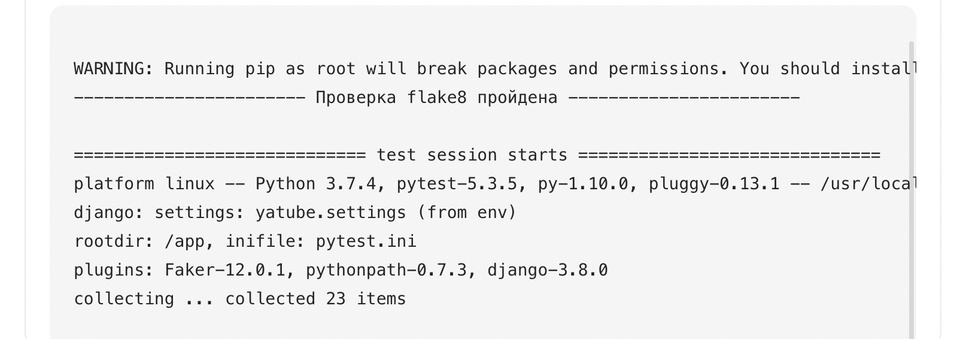 WARNING: Running pip as root will break packages and permissions. You should install
----------------------- Проверка flake8 пройдена -----------------------
============================= test session starts ==============================
platform linux -- Python 3.7.4, pytest-5.3.5, py-1.10.0, pluggy-0.13.1 -- /usr/local
django: settings: yatube.settings (from env)
rootdir: /app, inifile: pytest.ini
plugins: Faker-12.0.1, pythonpath-0.7.3, django-3.8.0
collecting ... collected 23 items